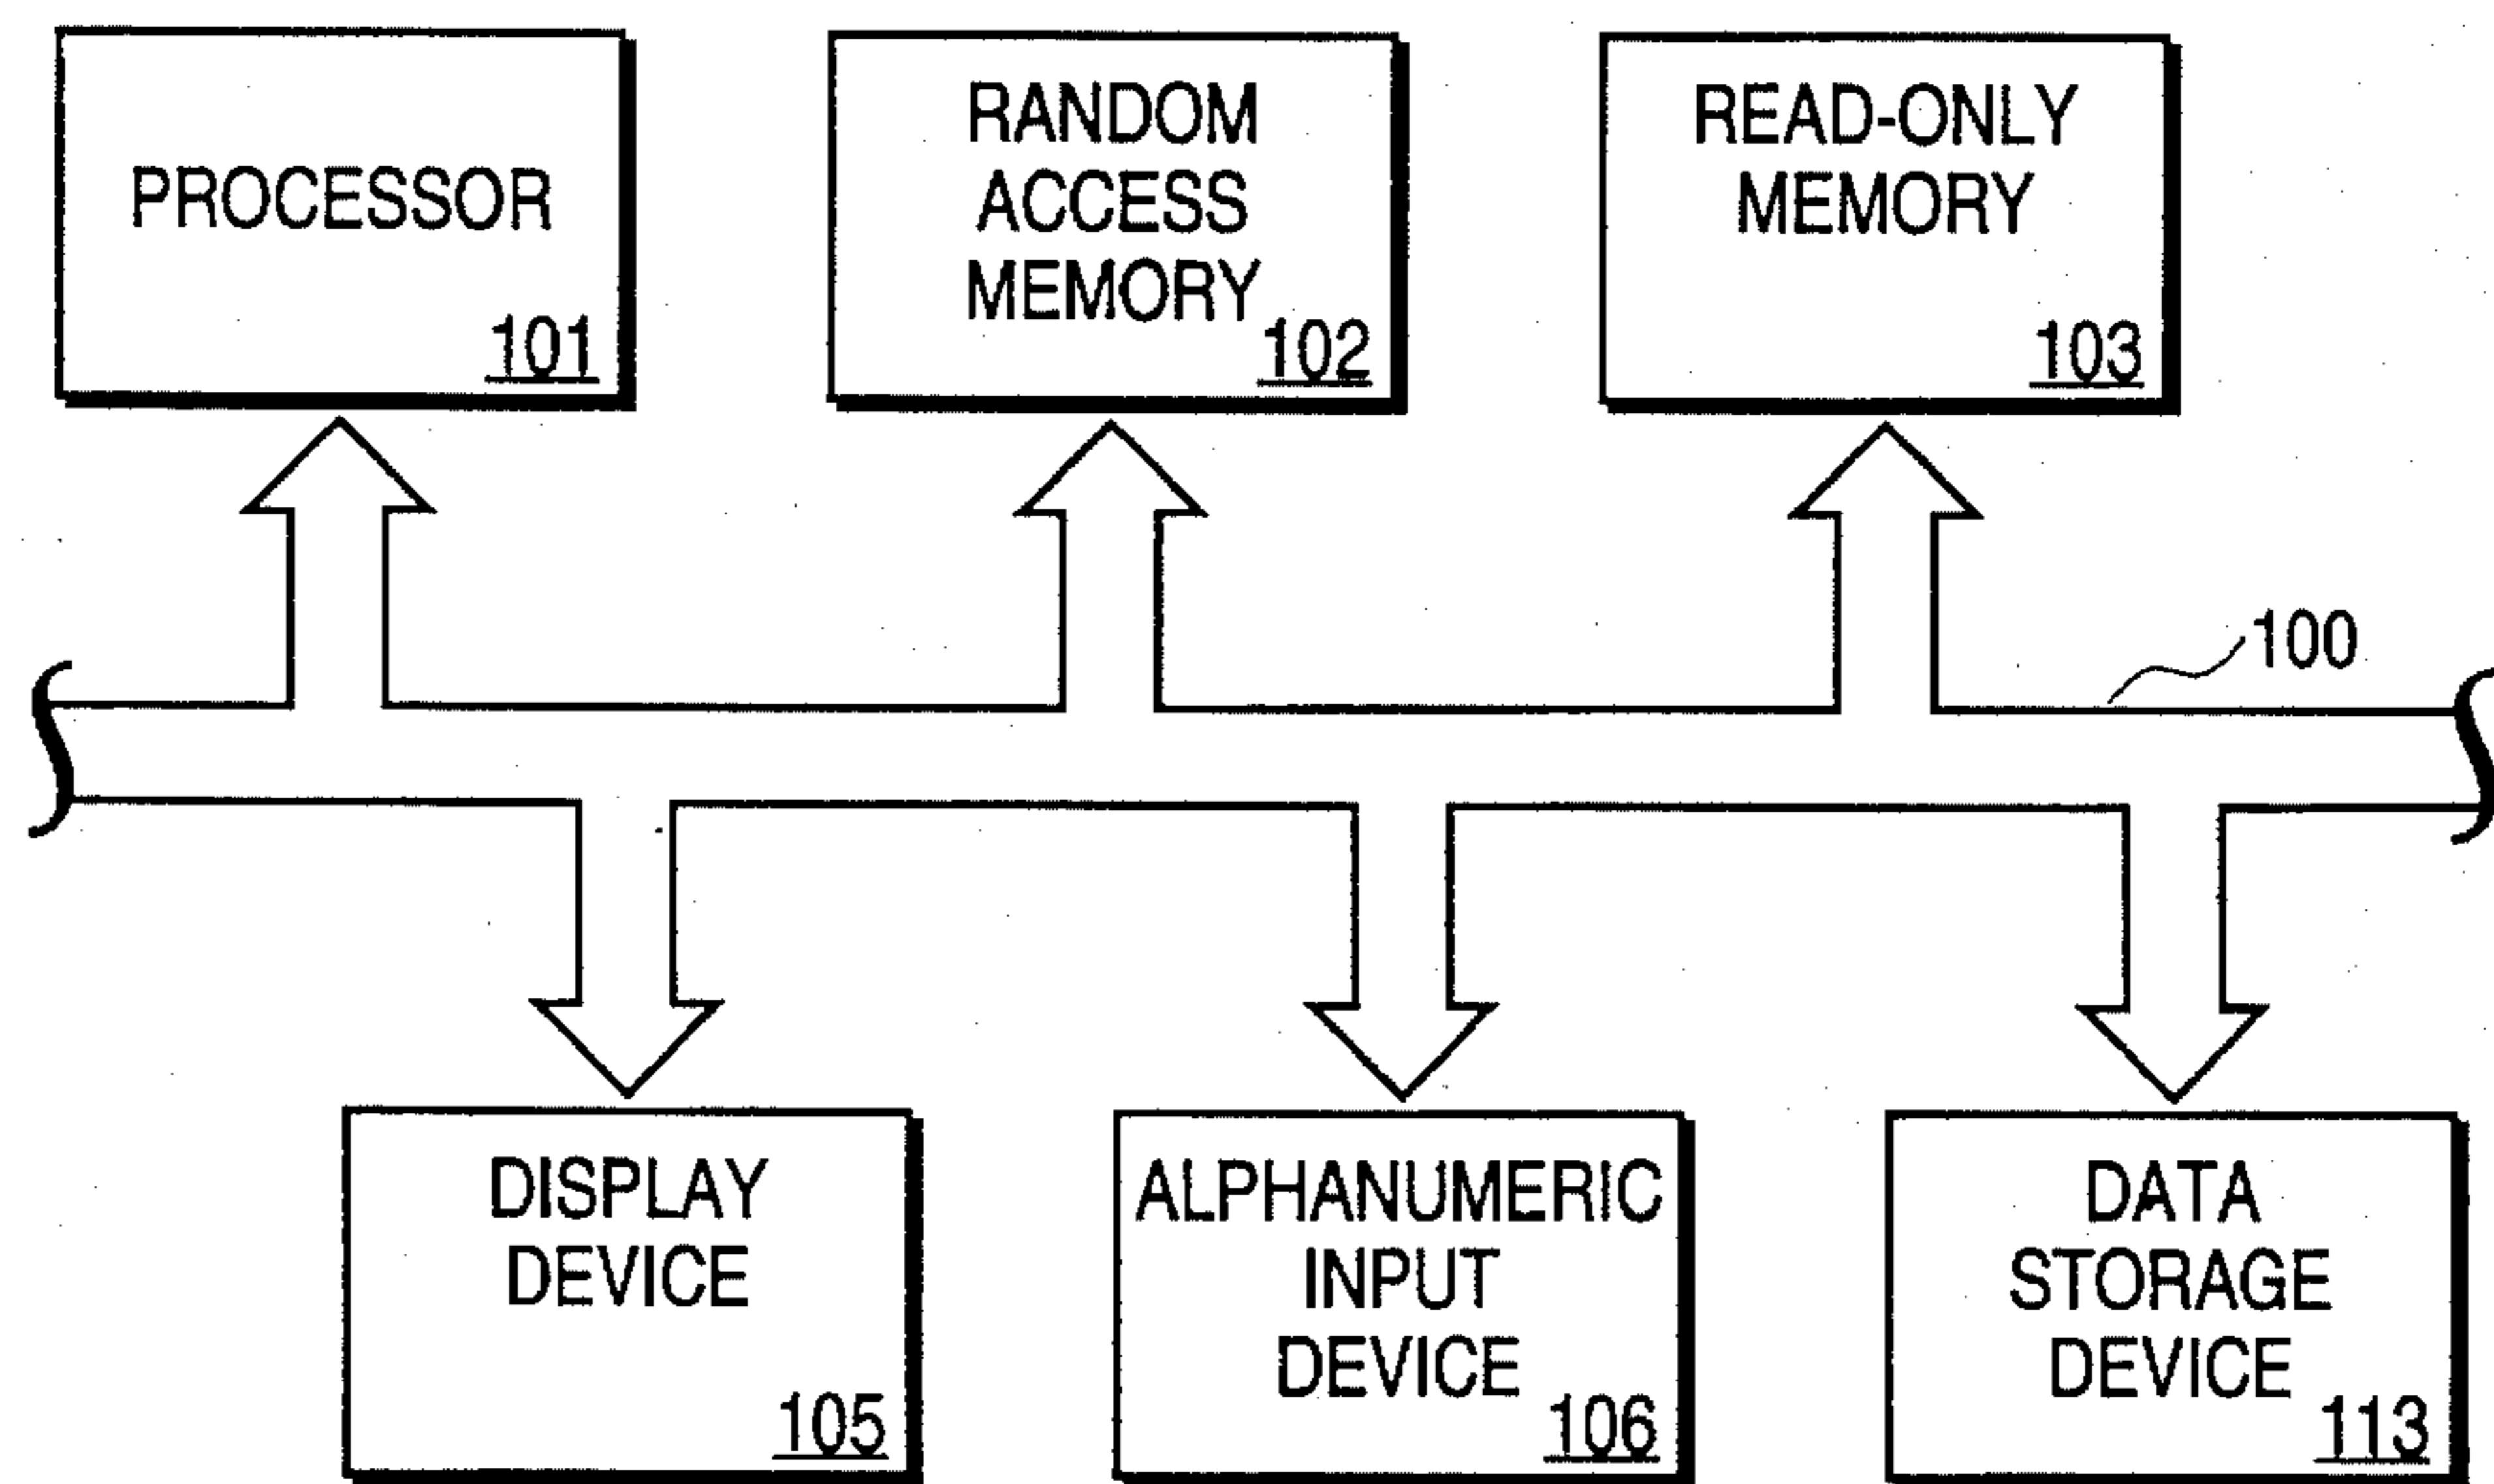 PROCESSOR
101
RANDOM
ACCESS
MEMORY
102
READ-ONLY
MEMORY
103
100
DISPLAY
DEVICE
105
ALPHANUMERIC
INPUT
DEVICE
106
DATA
STORAGE
DEVICE
113